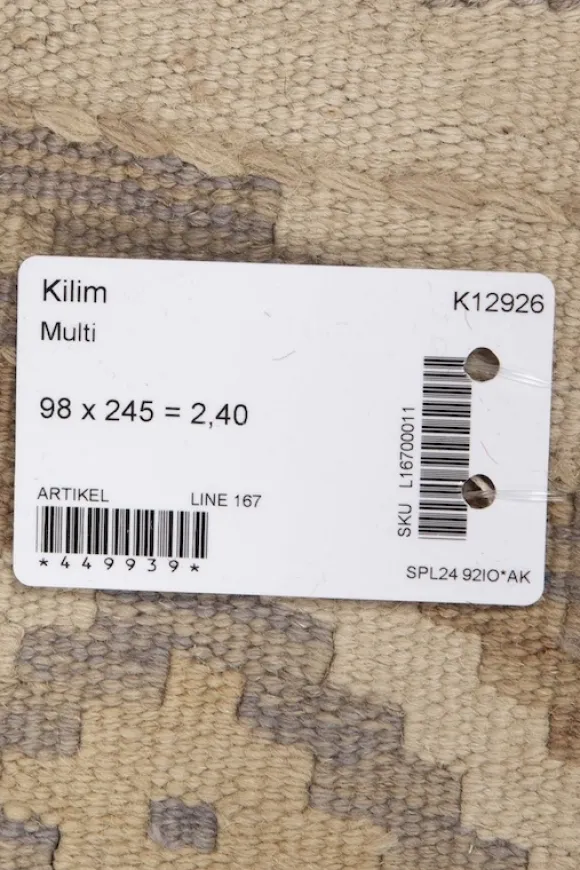 Kilim
K12926
Multi
98 x 245 = 2,40
SKU L16700011
ARTIKEL LINE 167
*449939*
SPL24 92IO*AK